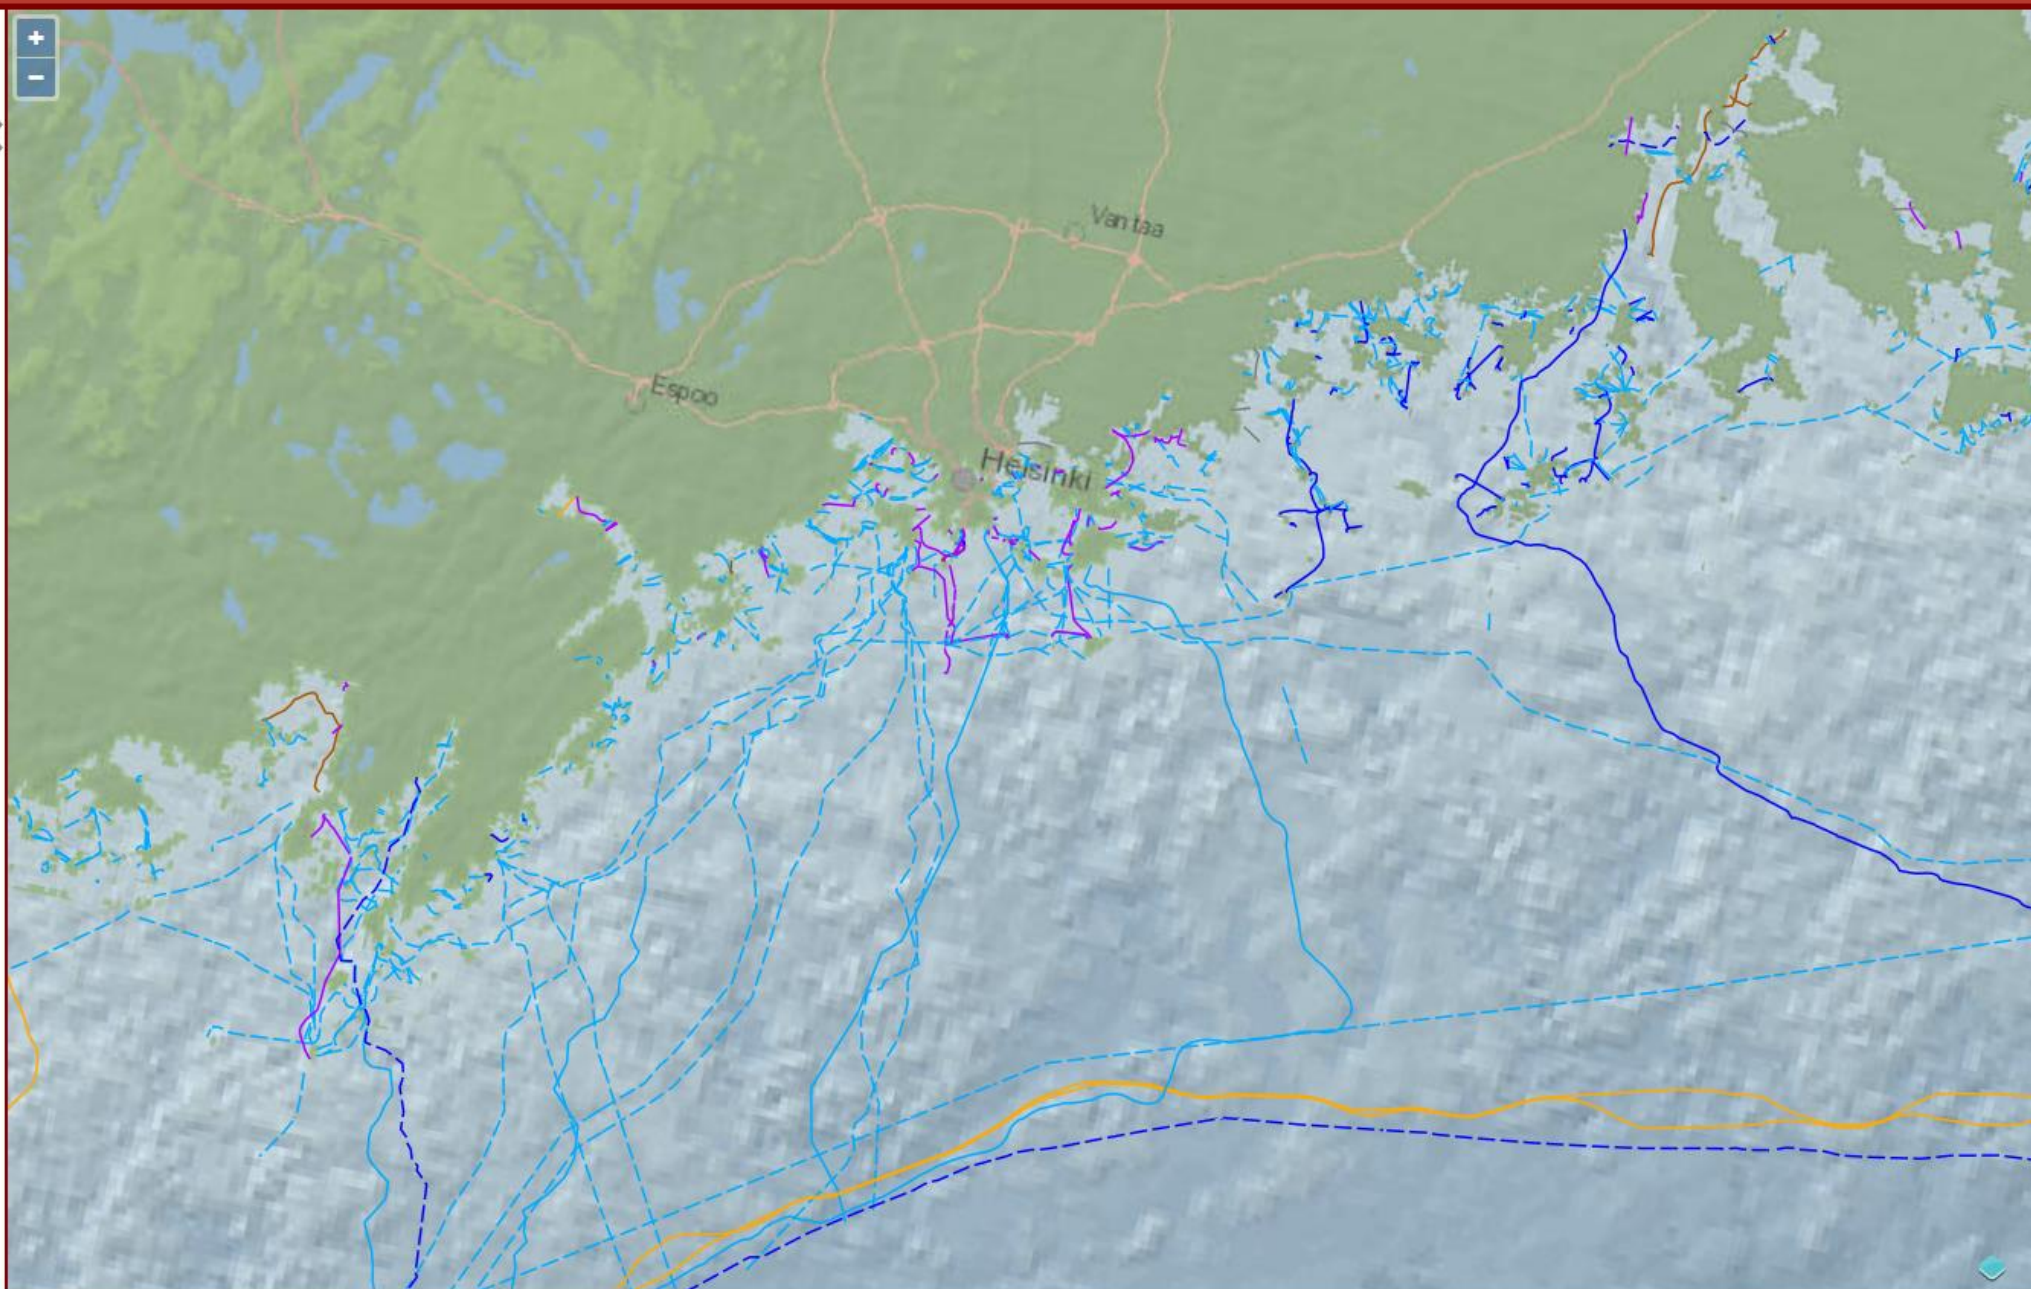 +
−
Vantaa
Espoo
Helsinki